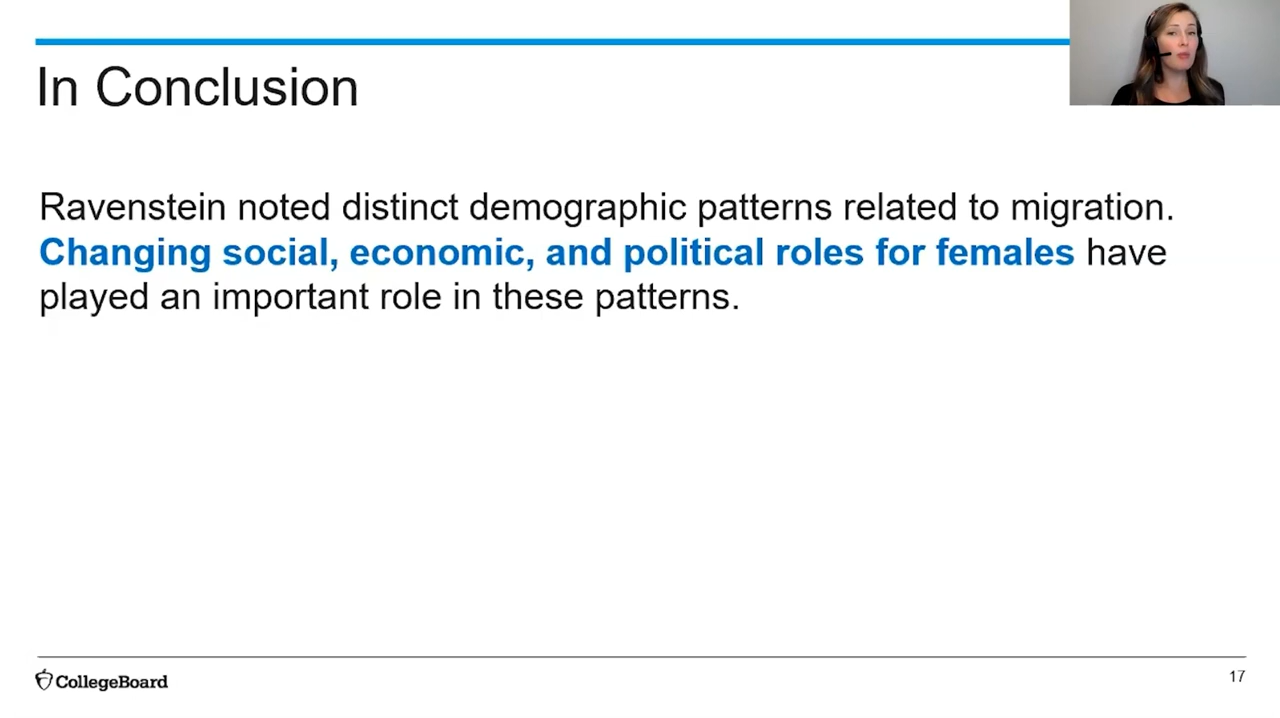 In Conclusion
Ravenstein noted distinct demographic patterns related to migration.
Changing social, economic, and political roles for females have
played an important role in these patterns.
CollegeBoard
17